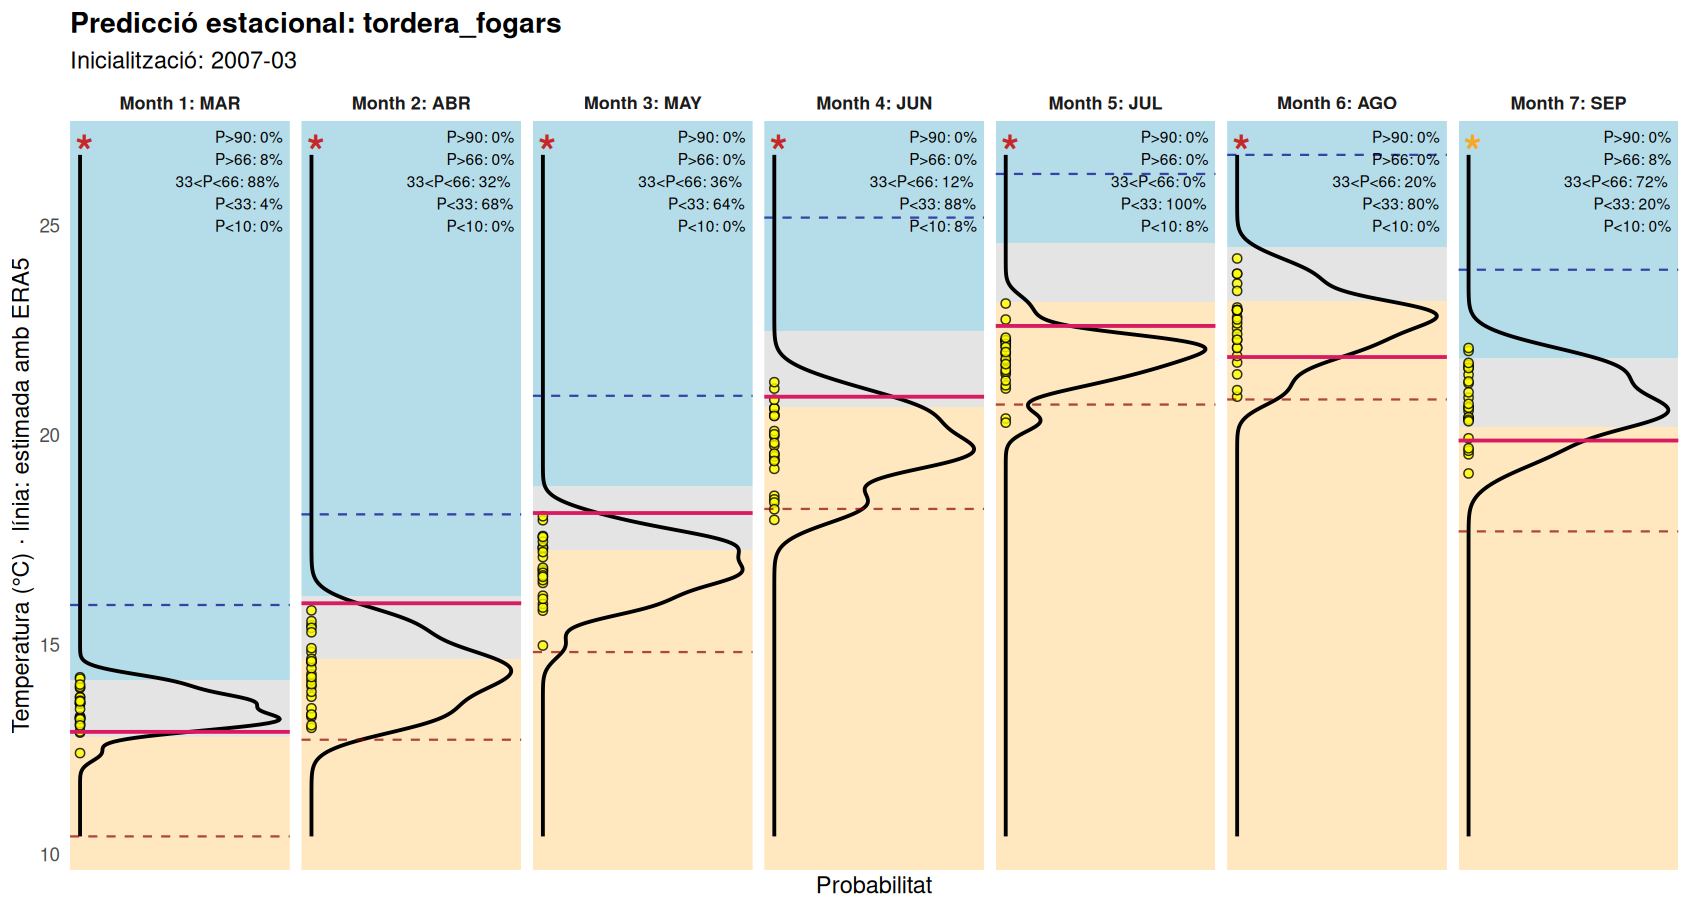 Predicció estacional: tordera_fogars
Inicialització: 2007-03
Month 1: MAR
Month 2: ABR
Month 3: MAY
Month 4: JUN
Month 5: JUL
Month 6: AGO
Month 7: SEP
*
P>90: 0%
P>66: 8%
33<P<66: 88%
P<33: 4%
P<10: 0%
*
P>90: 0%
P>66: 0%
33<P<66: 32%
P<33: 68%
P<10: 0%
*
P>90: 0%
P>66: 0%
33<P<66: 36%
P<33: 64%
P<10: 0%
*
P>90: 0%
P>66: 0%
33<P<66: 12%
P<33: 88%
P<10: 8%
*
P>90: 0%
P>66: 0%
33<P<66: 0%
P<33: 100%
P<10: 8%
*
P>90: 0%
P>66: 0%
33<P<66: 20%
P<33: 80%
P<10: 0%
*
P>90: 0%
P>66: 8%
33<P<66: 72%
P<33: 20%
P<10: 0%
25
20
15
10
Temperatura (°C) · línia: estimada amb ERA5
Probabilitat